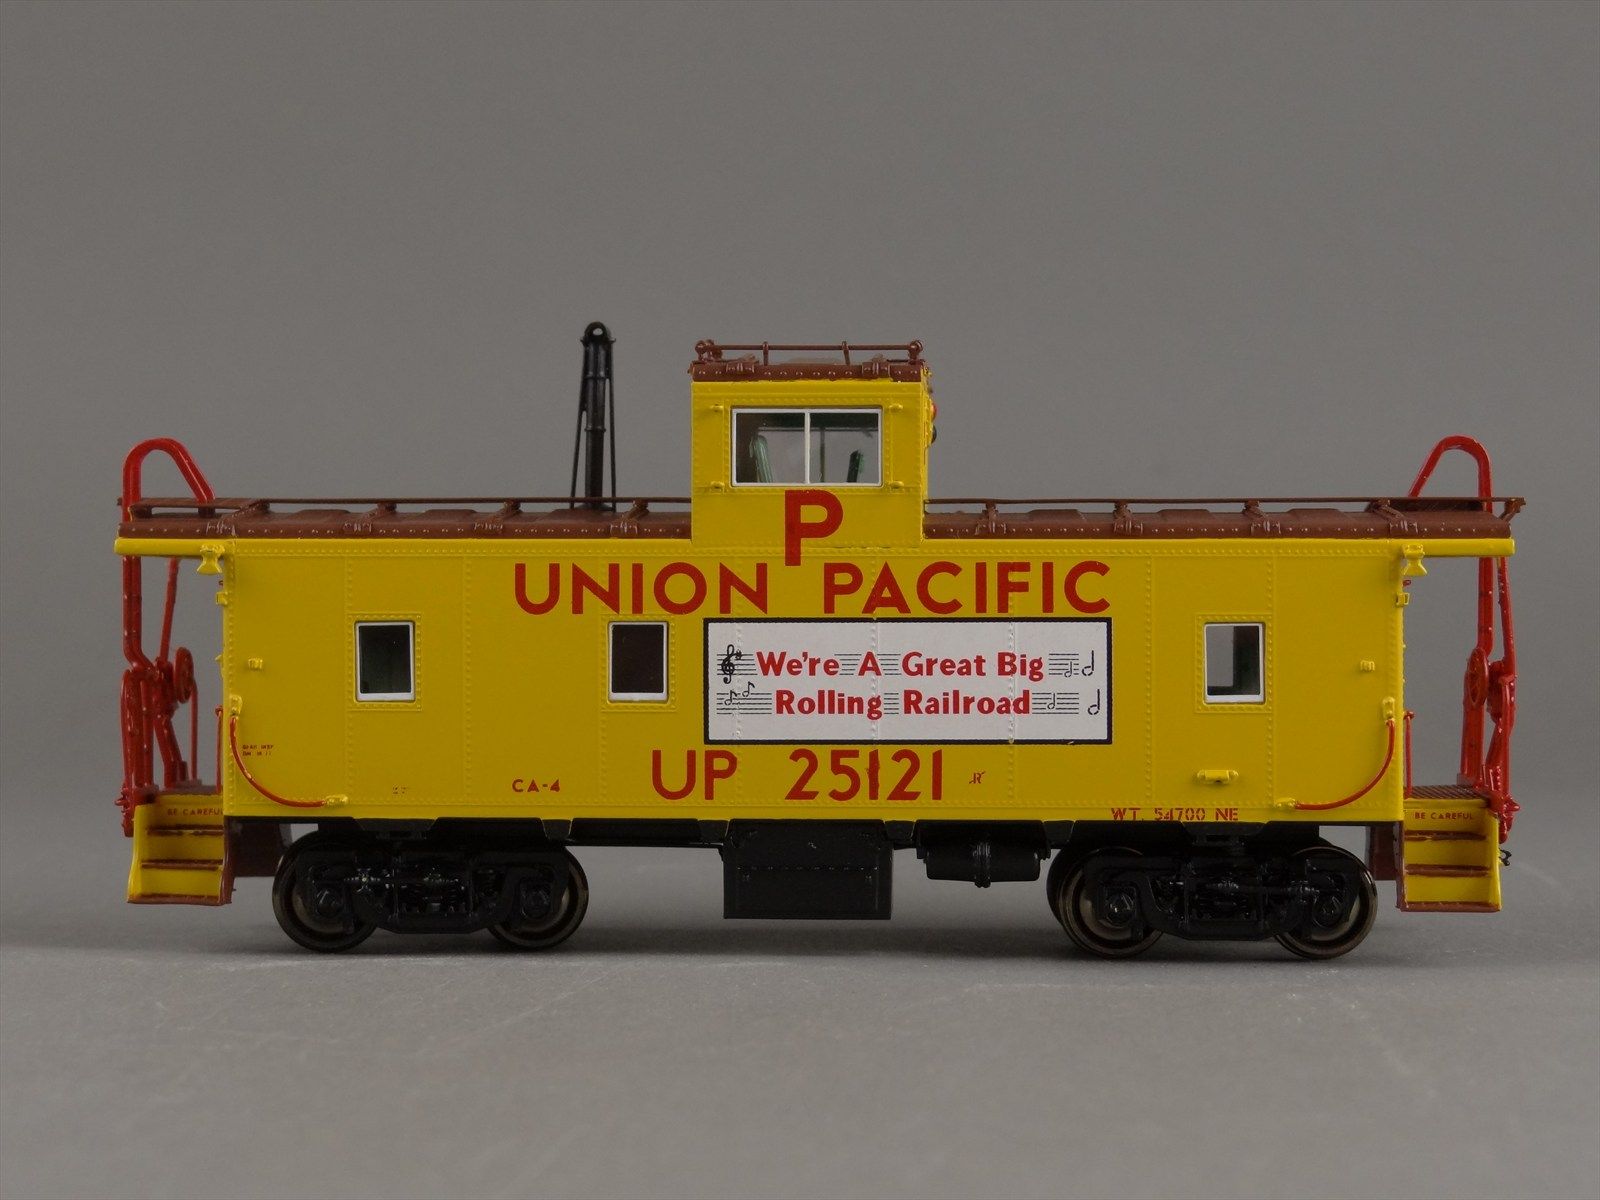 P
UNION PACIFIC
We're A Great Big
Rolling Railroad
CA-4
UP 25121
WT. 54700 NE
BE CAREFUL
BE CAREFUL